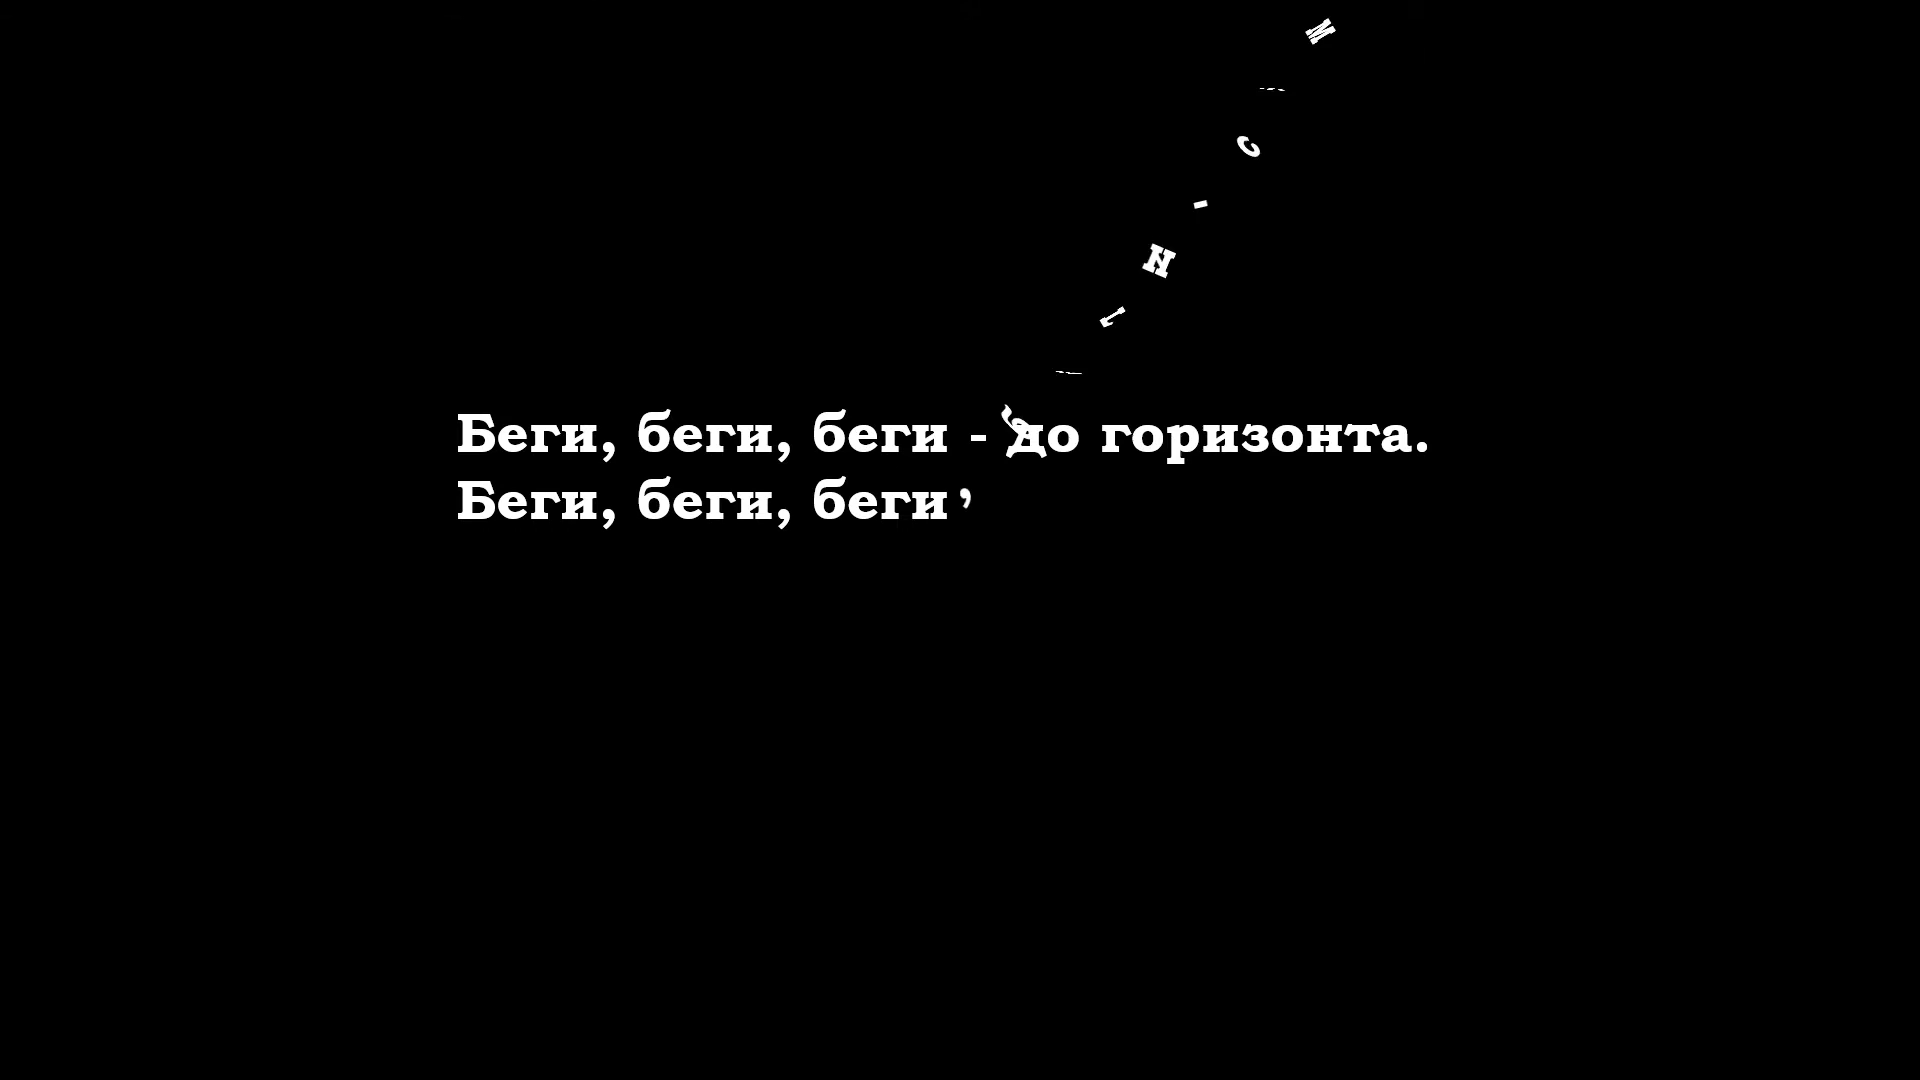 Беги, беги, беги - до горизонта.
Беги, беги, беги,